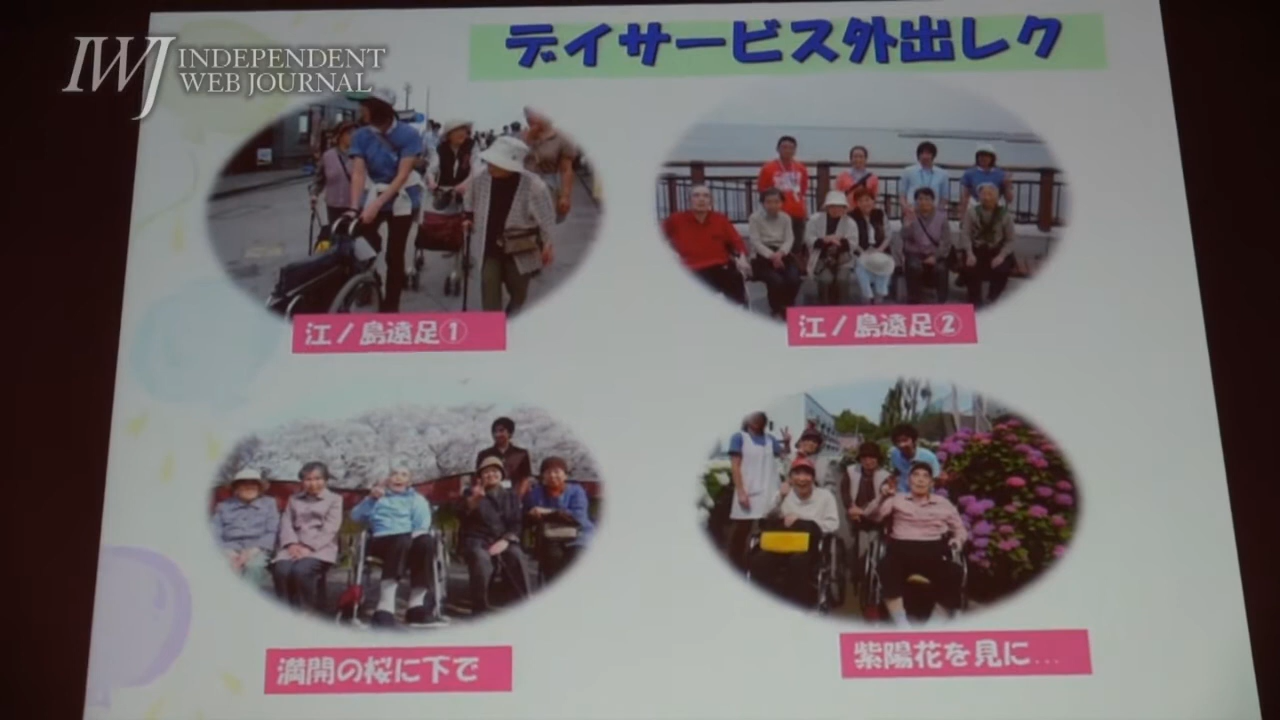 IWJ INDEPENDENT
WEB JOURNAL
デイサービス外出レク
江ノ島遠足①
江ノ島遠足②
満開の桜に下で
紫陽花を見に…